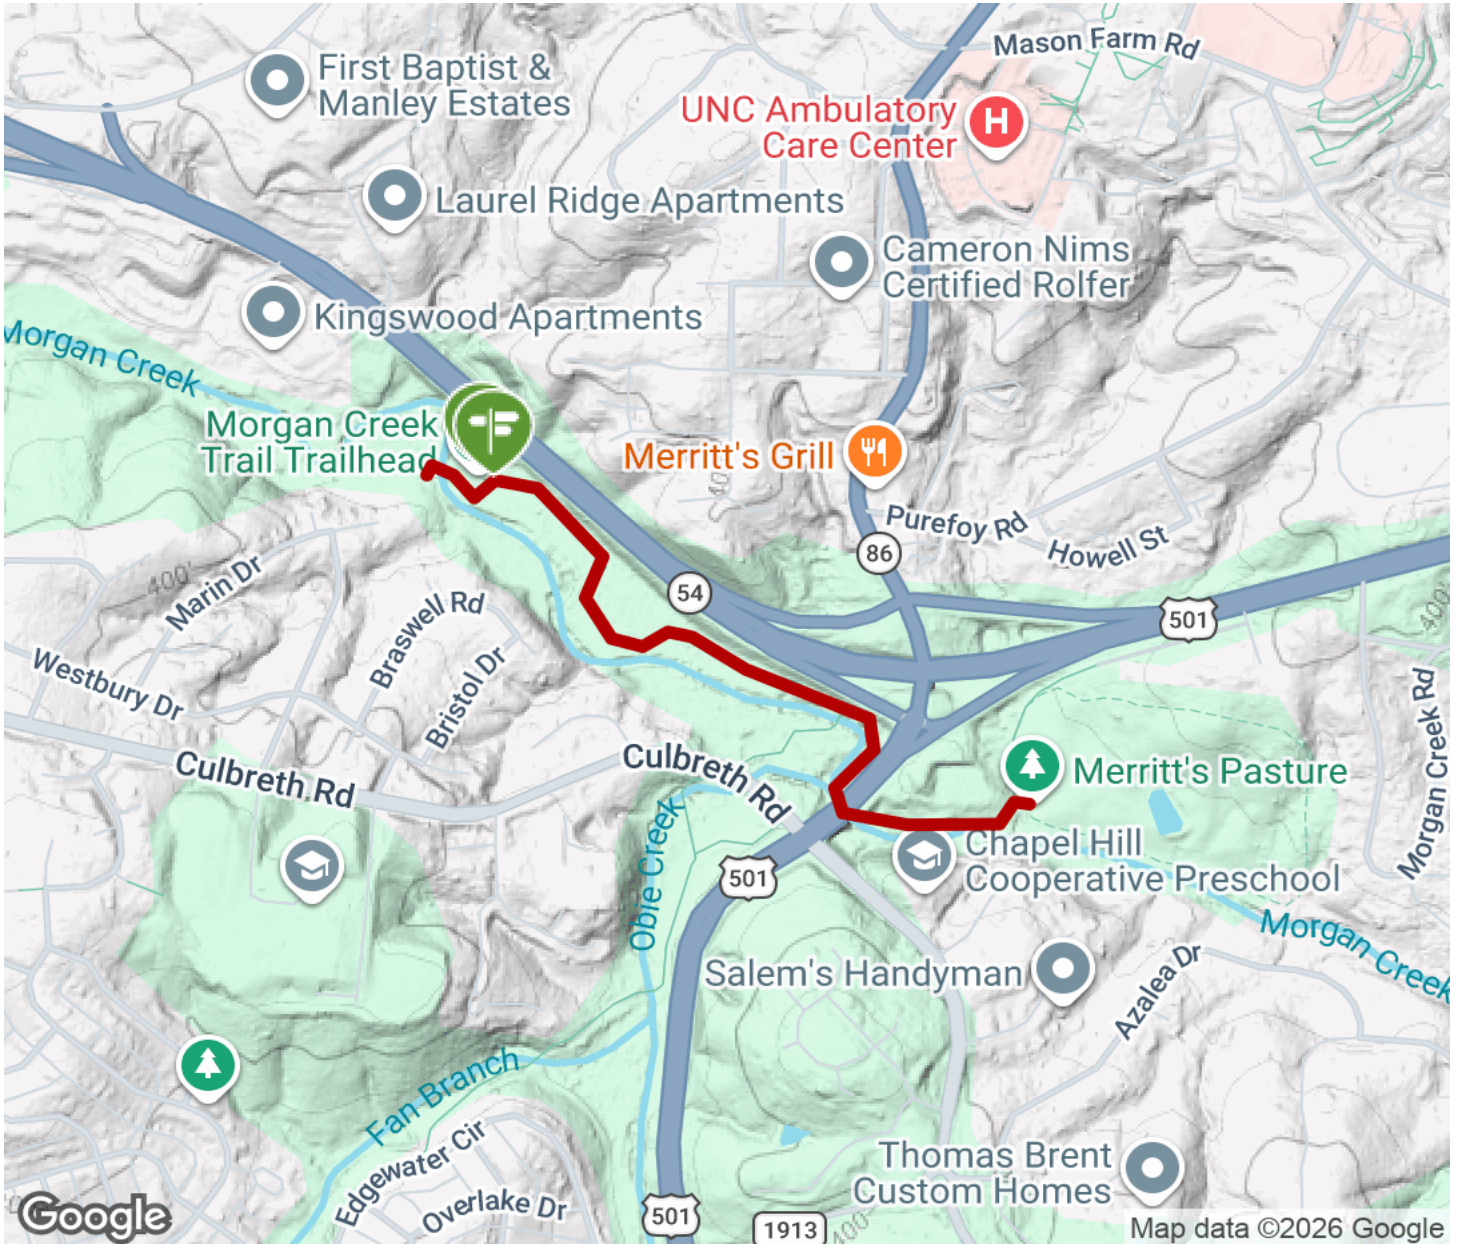 Mason Farm Rd
First Baptist &
Manley Estates
UNC Ambulatory
Care Center
H
Laurel Ridge Apartments
Cameron Nims
Certified Rolfer
Kingswood Apartments
Morgan Creek
Morgan Creek
Trail Trailhead
Merritt's Grill
40
Purefoy Rd
Howell St
86
400'
Marin Dr
54
501
400'
Braswell Rd
Westbury Dr
Bristol Dr
Morgan Creek Rd
Culbreth Rd
Culbreth Rd
Merritt's Pasture
Obie Creek
Chapel Hill
Cooperative Preschool
501
Morgan Creek
Salem's Handyman
Azalea Dr
Fan Branch
Edgewater Cir
Overlake Dr
Thomas Brent
Custom Homes
501
1913
400'
Google
Map data ©2026 Google